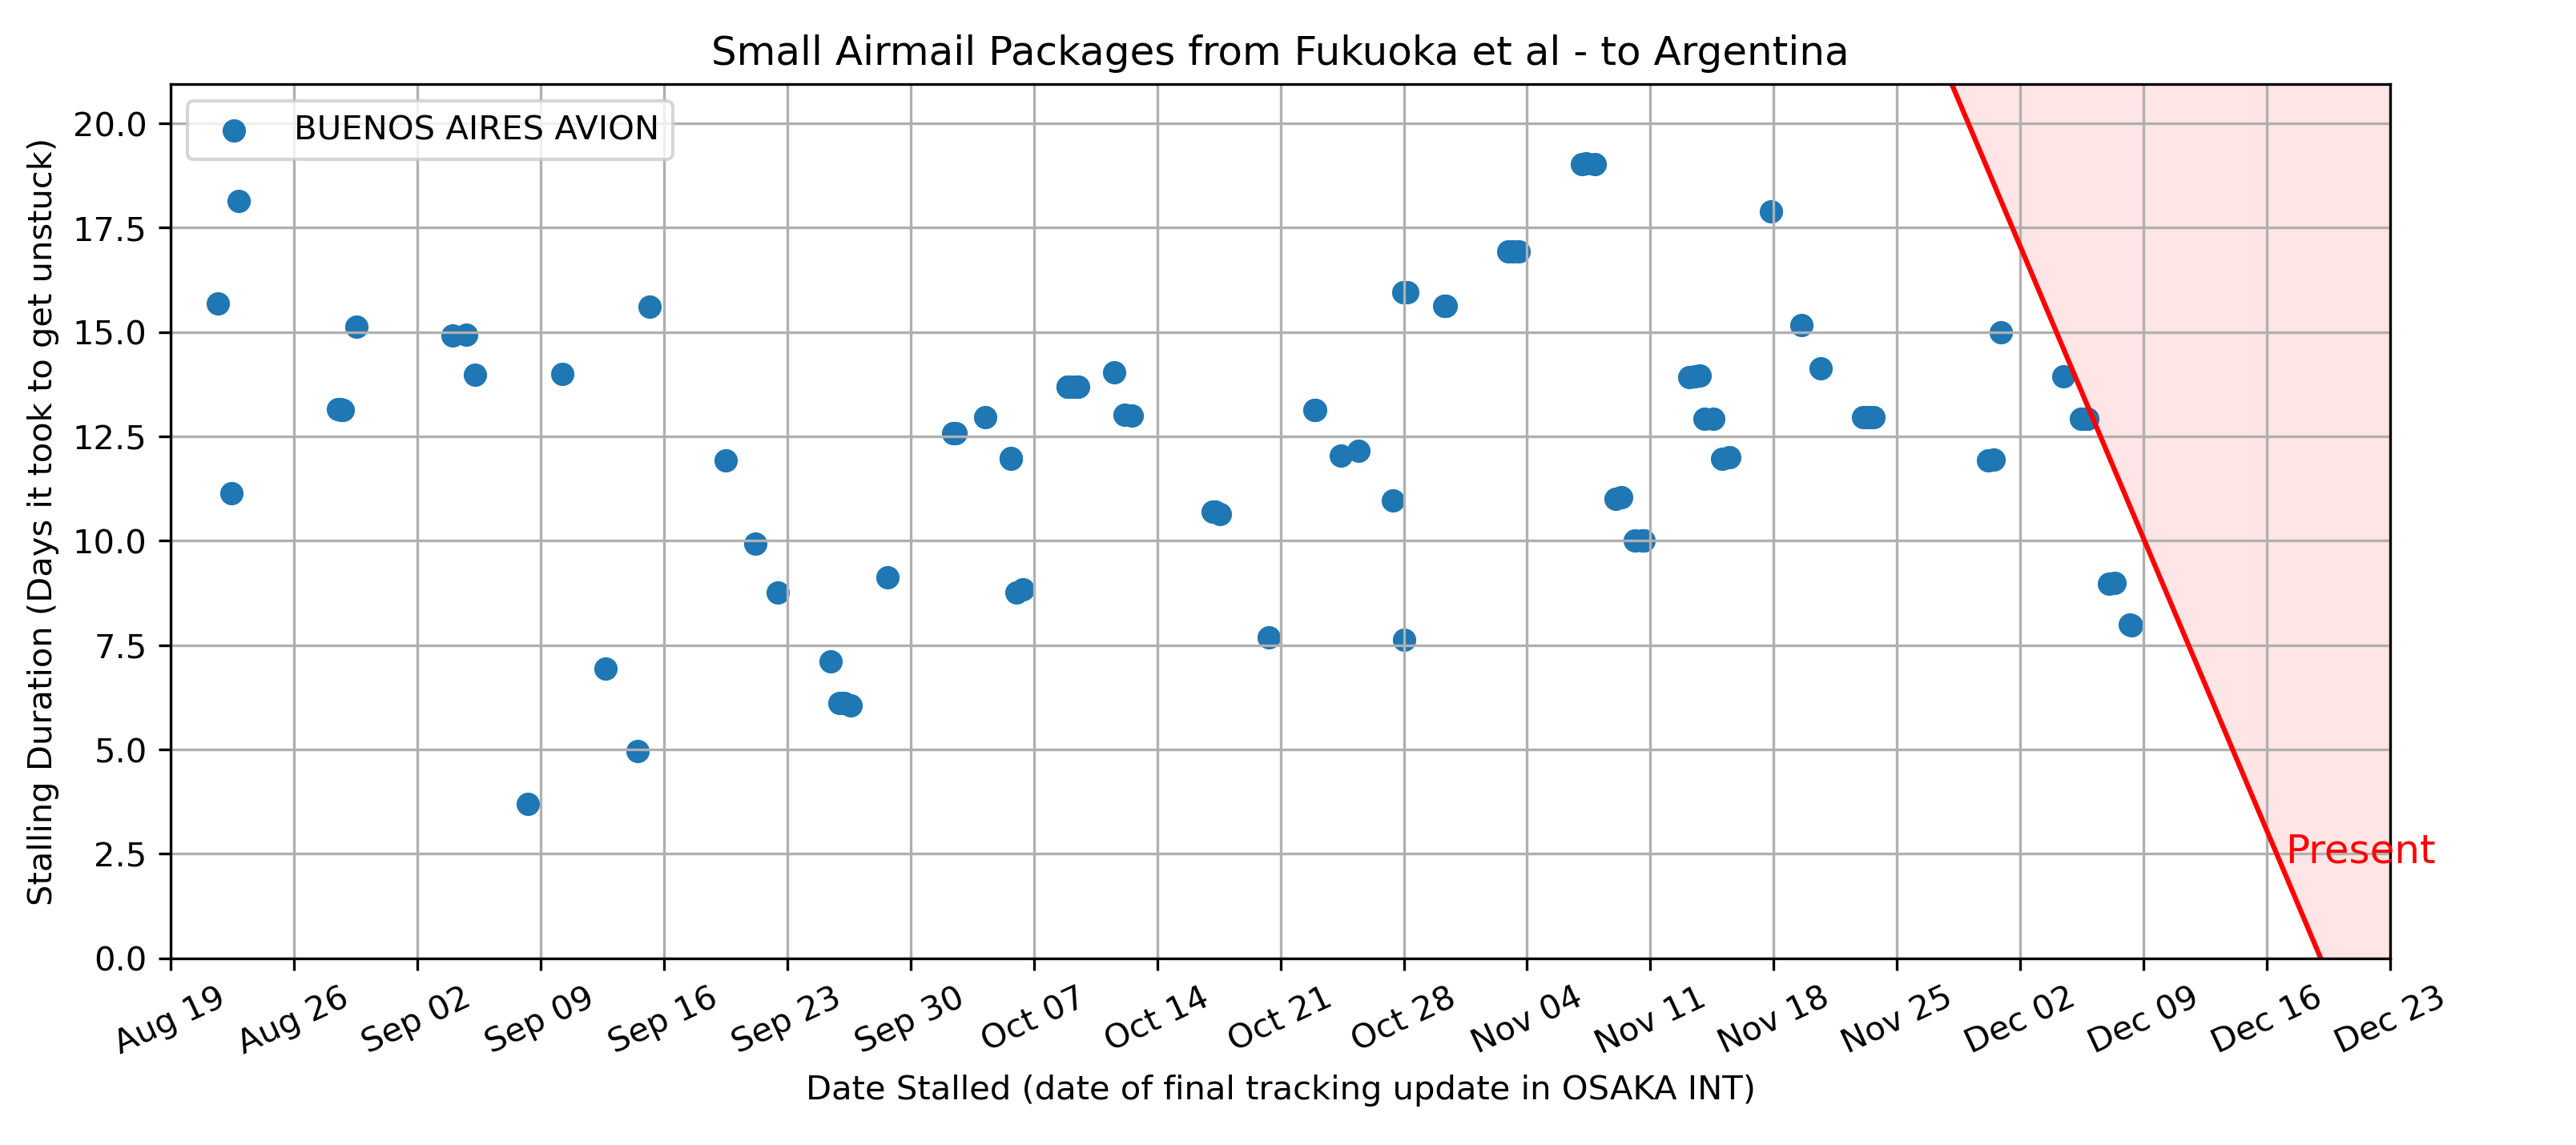 Small Airmail Packages from Fukuoka et al - to Argentina
BUENOS AIRES AVION
Stalling Duration (Days it took to get unstuck)
20.0
17.5
15.0
12.5
10.0
7.5
5.0
2.5
0.0
Present
Aug 19
Aug 26
Sep 02
Sep 09
Sep 16
Sep 23
Sep 30
Oct 07
Oct 14
Oct 21
Oct 28
Nov 04
Nov 11
Nov 18
Nov 25
Dec 02
Dec 09
Dec 16
Dec 23
Date Stalled (date of final tracking update in OSAKA INT)